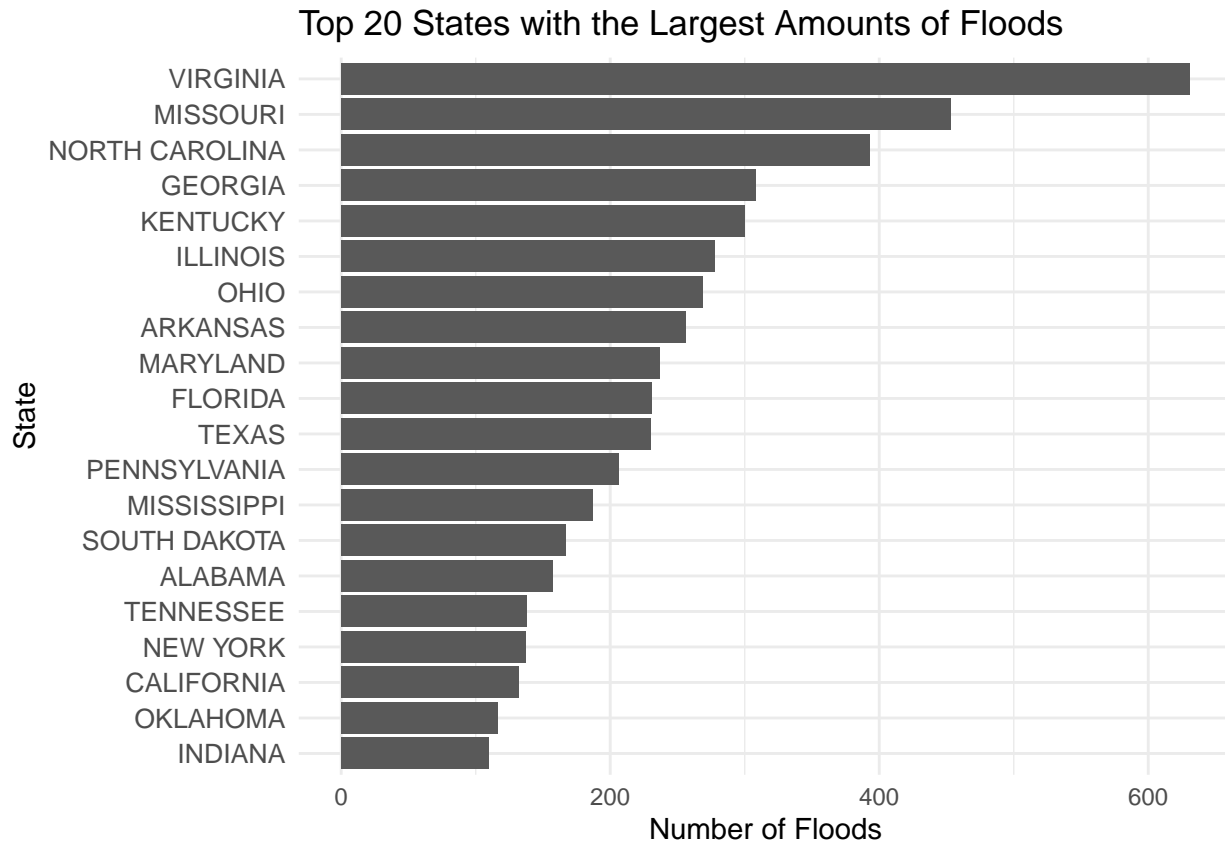 Top 20 States with the Largest Amounts of Floods
VIRGINIA
MISSOURI
NORTH CAROLINA
GEORGIA
KENTUCKY
ILLINOIS
OHIO
ARKANSAS
MARYLAND
FLORIDA
TEXAS
PENNSYLVANIA
MISSISSIPPI
SOUTH DAKOTA
ALABAMA
TENNESSEE
NEW YORK
CALIFORNIA
OKLAHOMA
INDIANA
State
0 200 400 600
Number of Floods